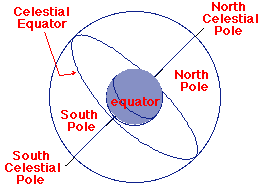 Celestial
Equator
North
Celestial
Pole
North
Pole
equator
South
Pole
South
Celestial
Pole